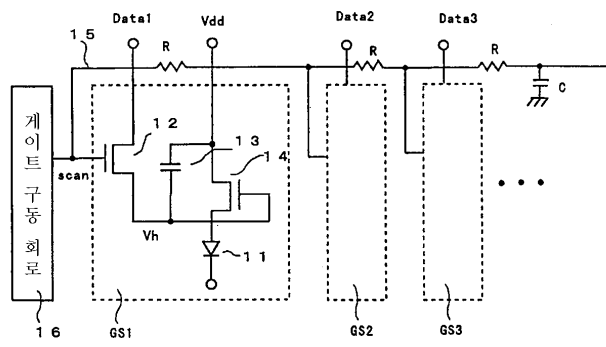 Data1
Vdd
Data2
Data3
15
R
R
R
C
게이트 구동 회로
12
13
14
scan
Vh
11
16
GS1
GS2
GS3